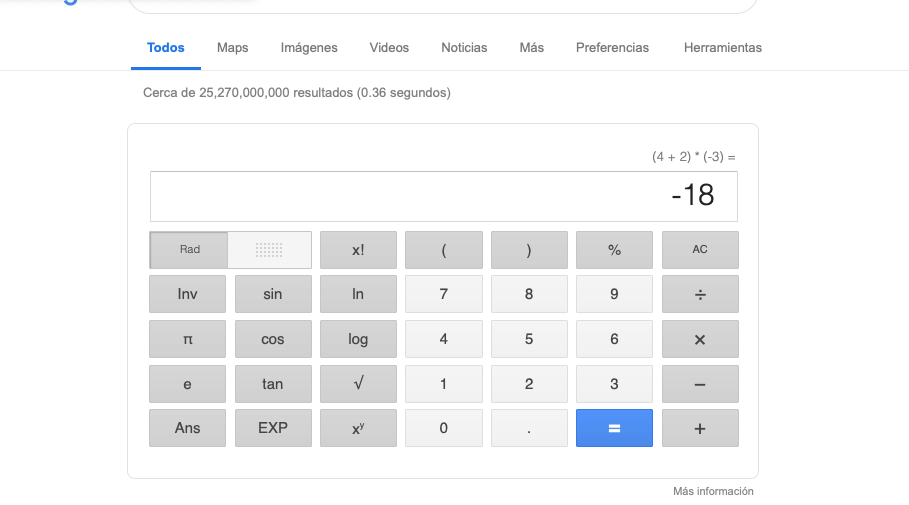 Todos Maps Imágenes Videos Noticias Más Preferencias Herramientas
Cerca de 25,270,000,000 resultados (0.36 segundos)
(4 + 2) * (-3) =
-18
Rad x! ( ) % AC
Inv sin ln 7 8 9 ÷
π cos log 4 5 6 ×
e tan √ 1 2 3 −
Ans EXP xʸ 0 . = +
Más información